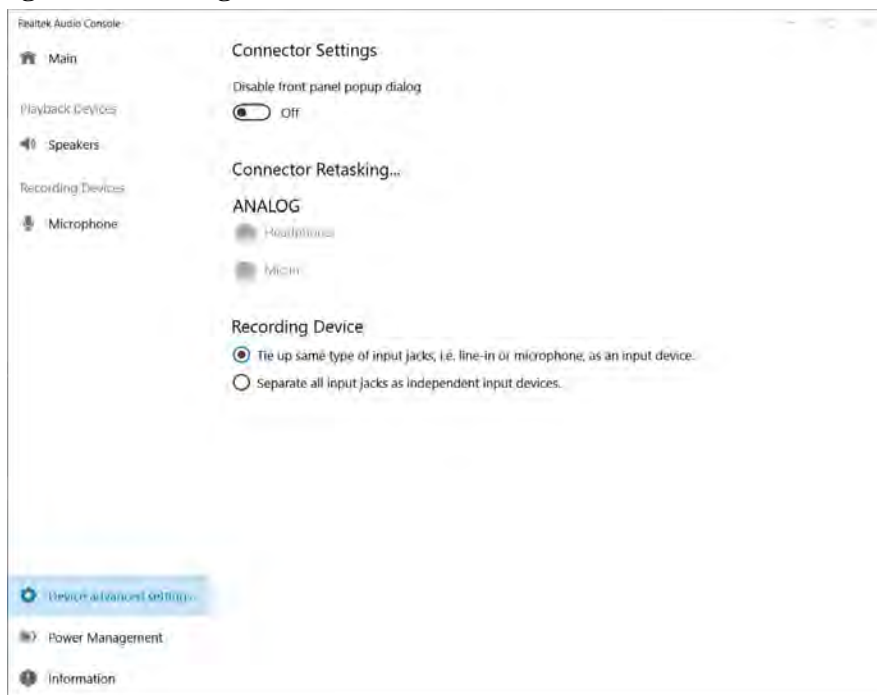 Realtek Audio Console
Main
Playback Devices
Speakers
Recording Devices
Microphone
Connector Settings
Disable front panel popup dialog
Off
Connector Retasking...
ANALOG
Headphones
Mic in
Recording Device
Tie up same type of input jacks, i.e. line-in or microphone, as an input device.
Separate all input jacks as independent input devices.
Device advanced settings
Power Management
Information